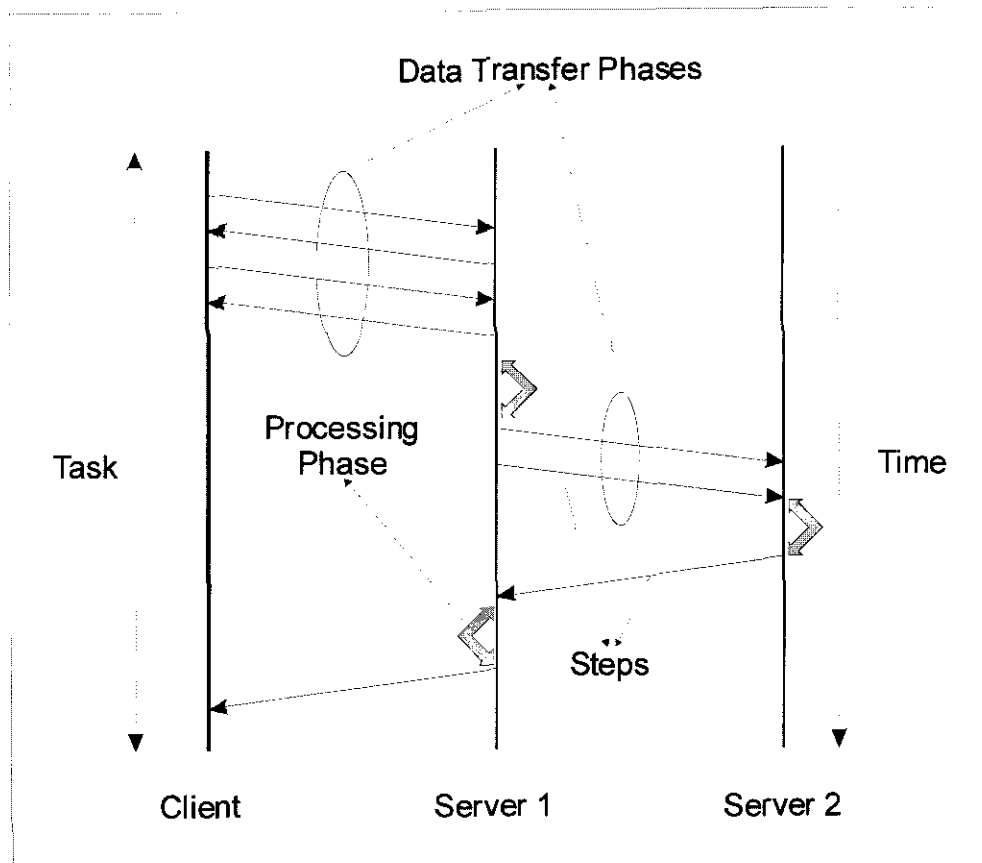 Data Transfer Phases
Processing
Phase
Task
Time
Steps
Client
Server 1
Server 2